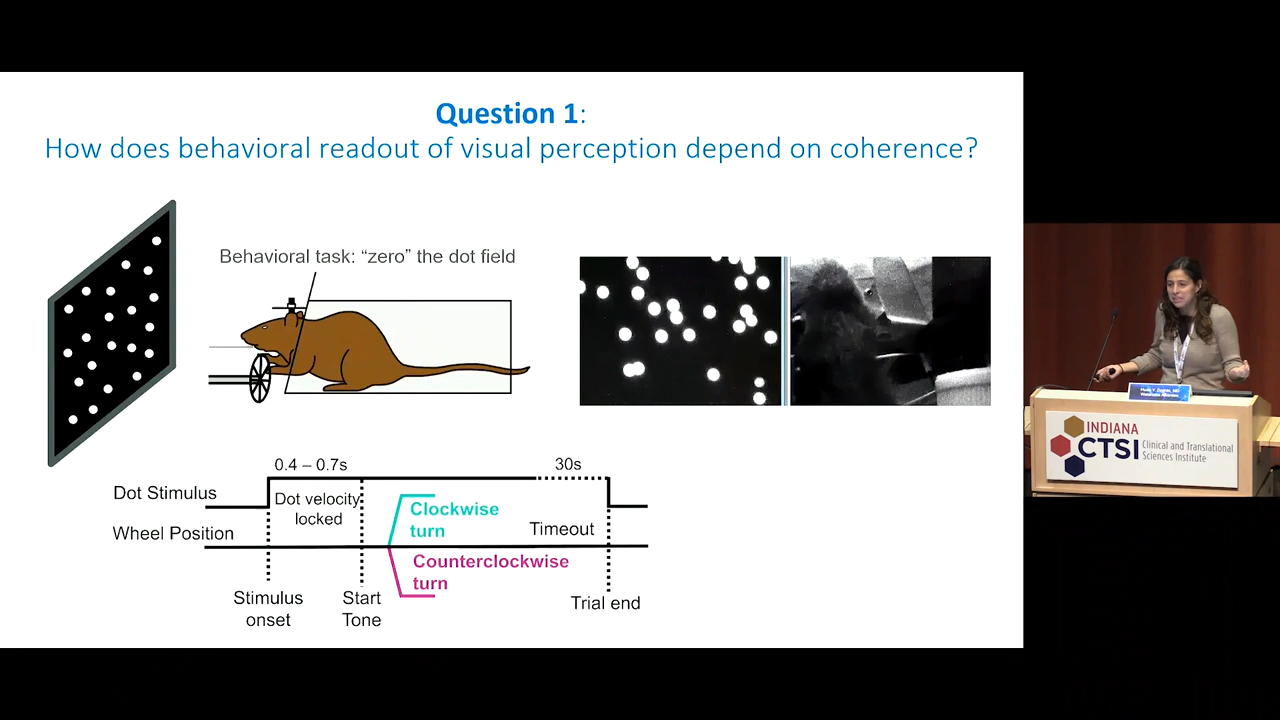 Question 1:
How does behavioral readout of visual perception depend on coherence?
Behavioral task: “zero” the dot field
0.4 – 0.7s
30s
Dot Stimulus
Dot velocity
locked
Clockwise
turn
Wheel Position
Timeout
Counterclockwise
turn
Stimulus
onset
Start
Tone
Trial end
INDIANA
CTSI
Clinical and Translational
Sciences Institute